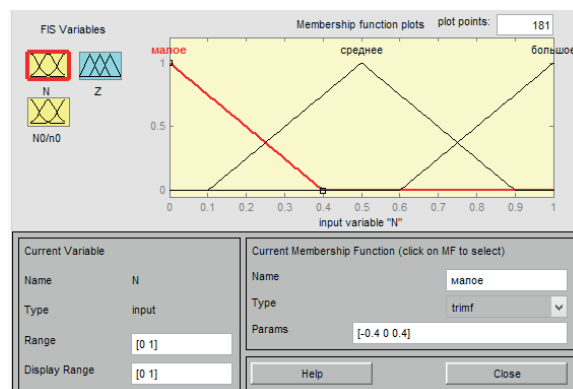 FIS Variables
Membership function plots plot points: 181
N
Z
N0/n0
малое среднее большое
1
0.5
0
0 0.1 0.2 0.3 0.4 0.5 0.6 0.7 0.8 0.9 1
input variable "N"
Current Variable
Name N
Type input
Range [0 1]
Display Range [0 1]
Current Membership Function (click on MF to select)
Name малое
Type trimf
Params [-0.4 0 0.4]
Help Close